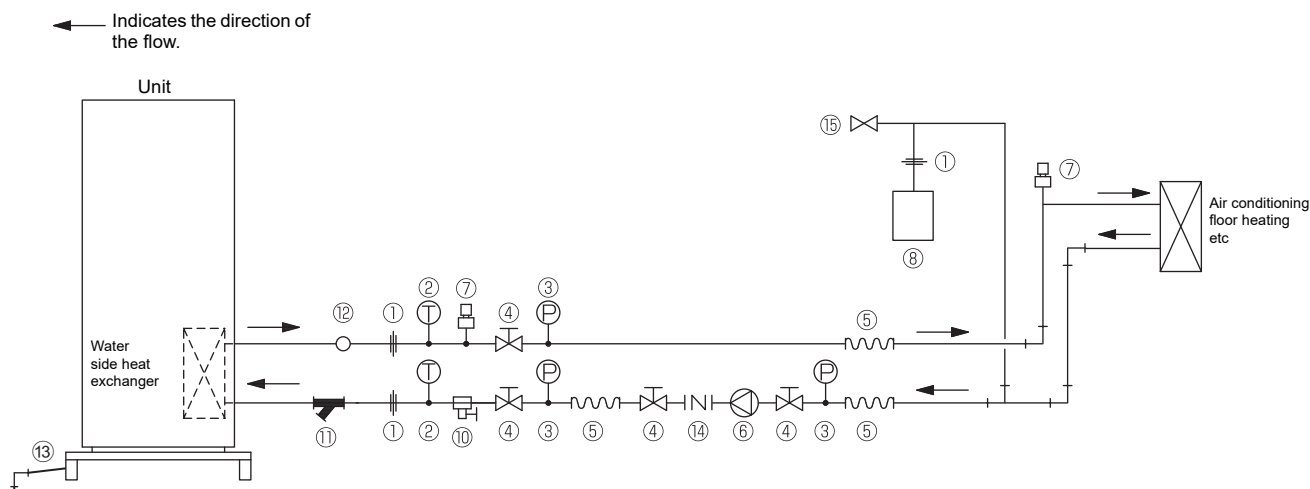 Indicates the direction of
the flow.
Unit
⑮
①
⑦
Air conditioning
floor heating
etc
⑧
⑫
①
②
T
⑦
④
③
P
⑤
Water
side heat
exchanger
T
P
P
⑪
①
②
⑩
④
③
⑤
④
⑭
⑥
④
③
⑤
⑬